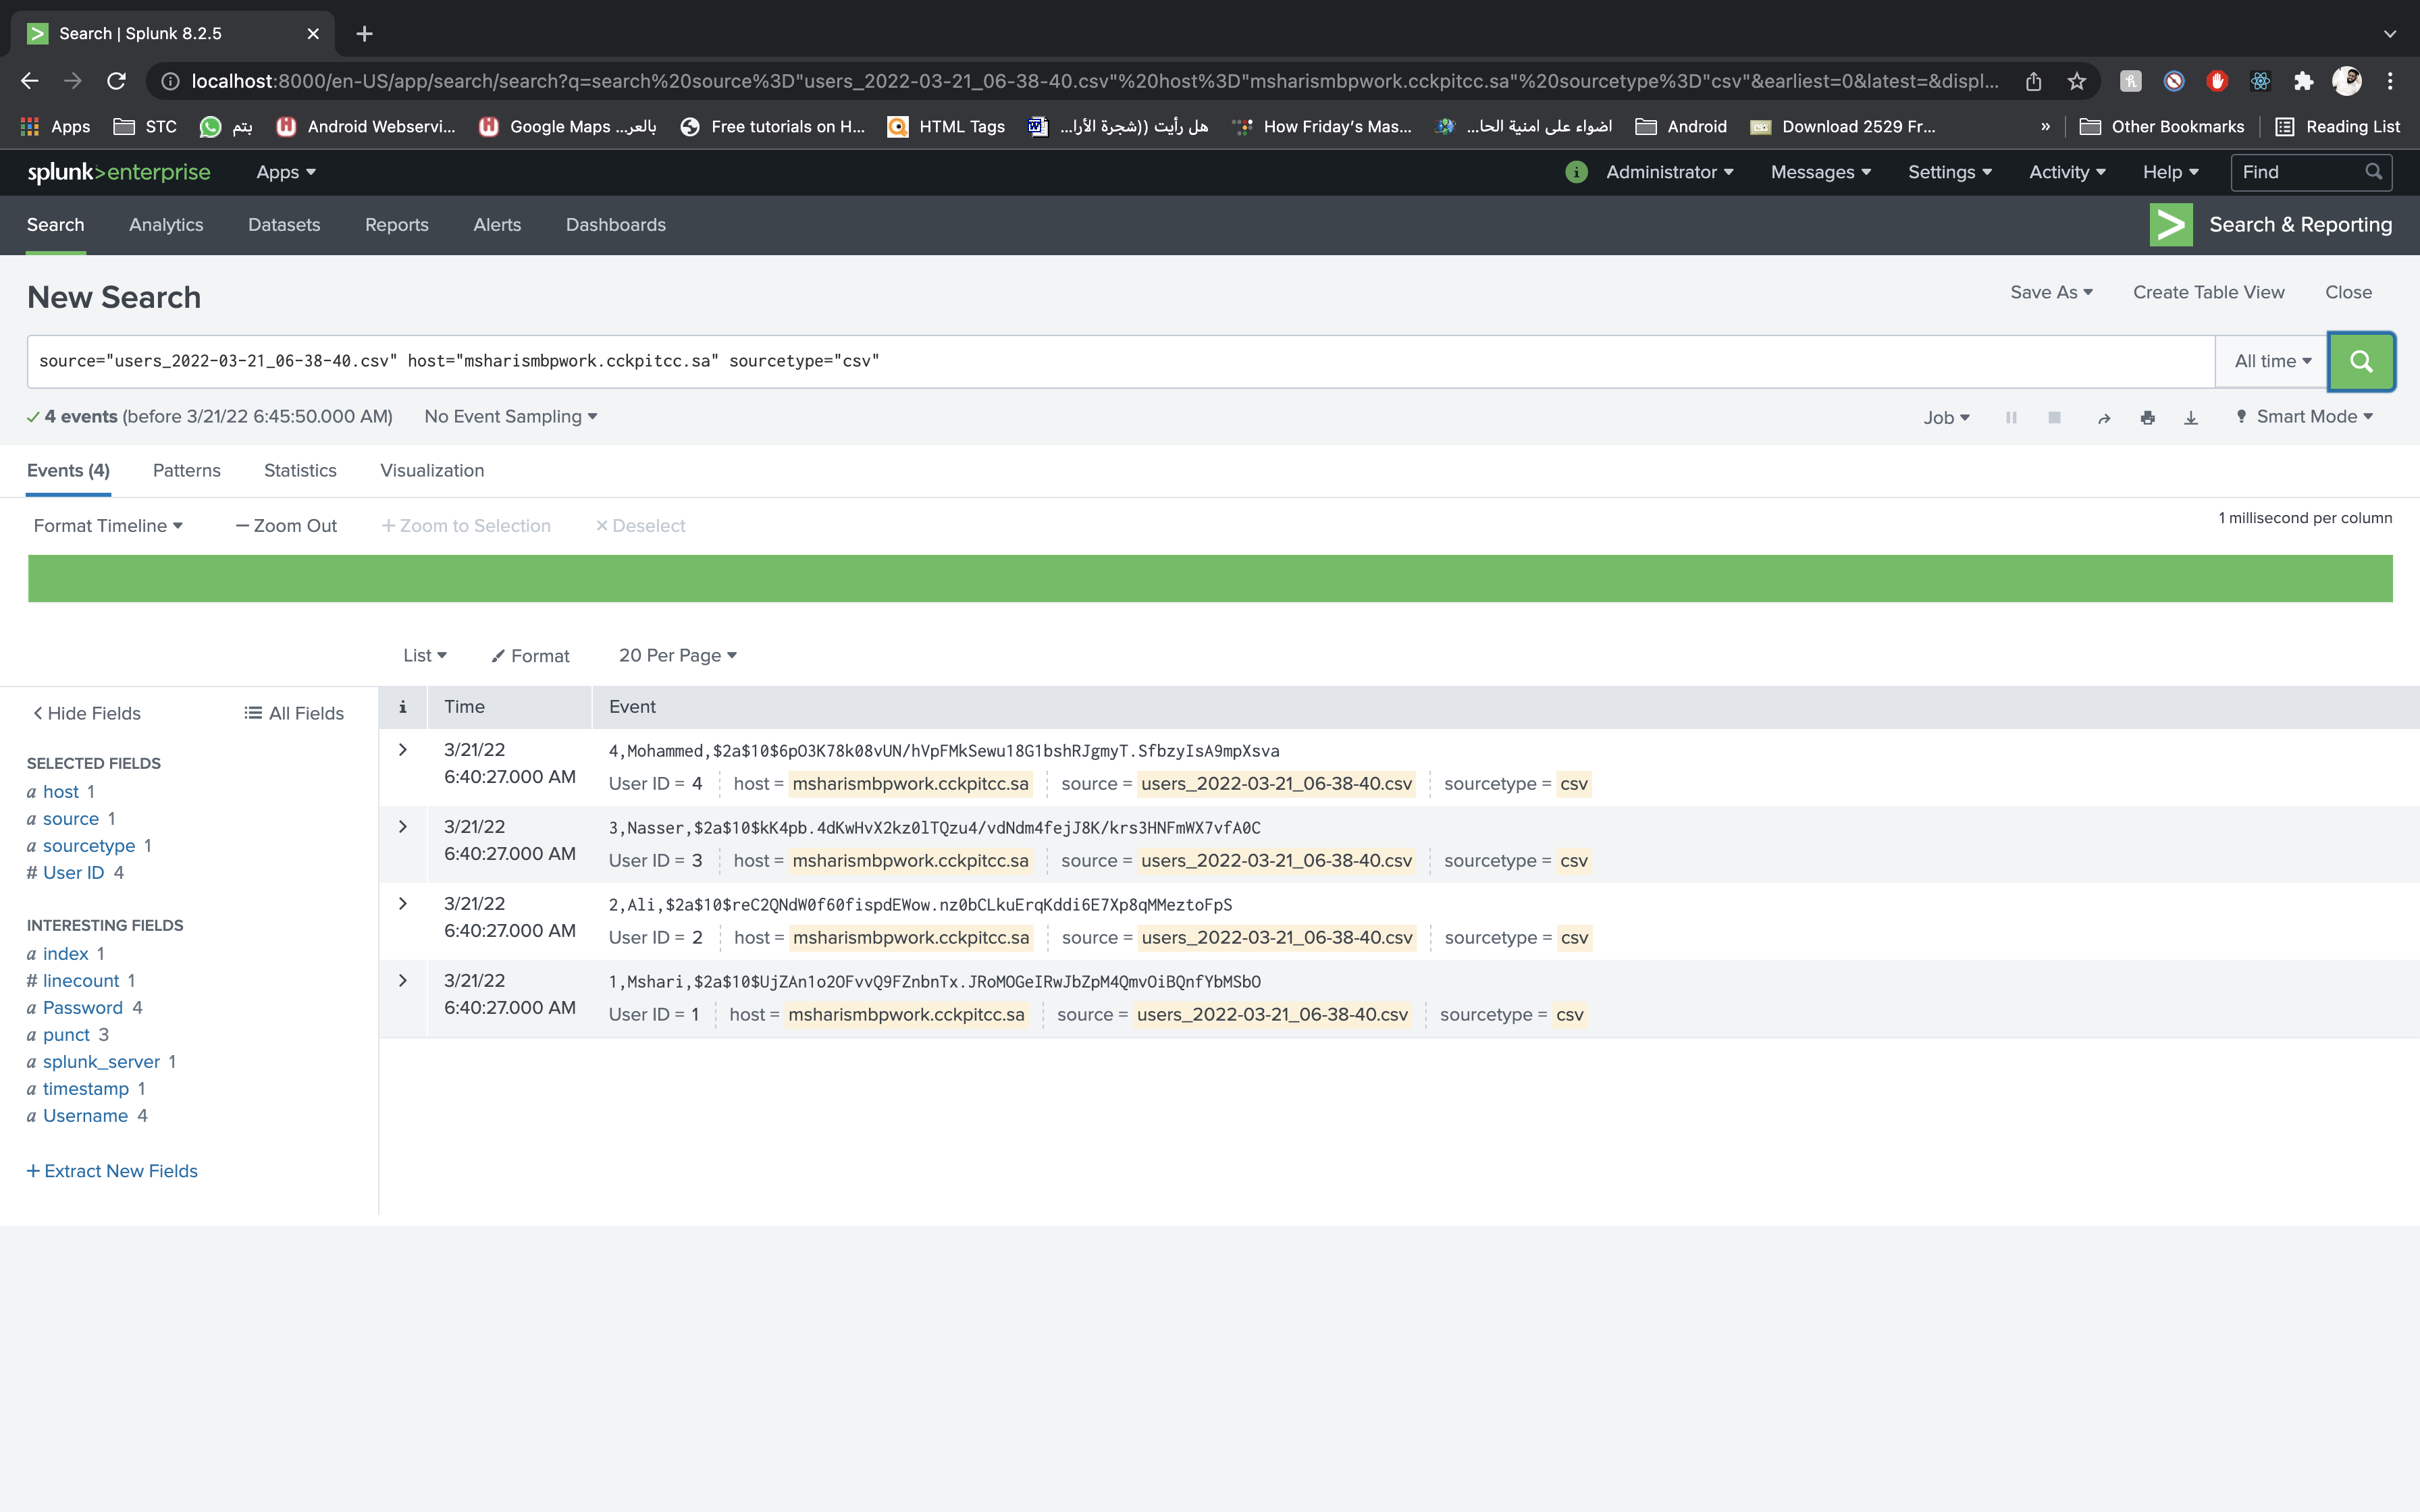 Search | Splunk 8.2.5
localhost:8000/en-US/app/search/search?q=search%20source%3D"users_2022-03-21_06-38-40.csv"%20host%3D"msharismbpwork.cckpitcc.sa"%20sourcetype%3D"csv"&earliest=0&latest=&displ...
Apps STC بتم Android Webservi... Google Maps ...بالعر Free tutorials on H... HTML Tags هل رأيت ((شجرة الأرا... How Friday's Mas... اضواء على امنية الحا... Android Download 2529 Fr... » Other Bookmarks Reading List
splunk>enterprise Apps i Administrator Messages Settings Activity Help Find
Search Analytics Datasets Reports Alerts Dashboards Search & Reporting
New Search Save As Create Table View Close
source="users_2022-03-21_06-38-40.csv" host="msharismbpwork.cckpitcc.sa" sourcetype="csv" All time
4 events (before 3/21/22 6:45:50.000 AM) No Event Sampling Job Smart Mode
Events (4) Patterns Statistics Visualization
Format Timeline Zoom Out Zoom to Selection Deselect 1 millisecond per column
List Format 20 Per Page
Hide Fields All Fields
SELECTED FIELDS
a host 1
a source 1
a sourcetype 1
# User ID 4
INTERESTING FIELDS
a index 1
# linecount 1
a Password 4
a punct 3
a splunk_server 1
a timestamp 1
a Username 4
+ Extract New Fields
i Time Event
3/21/22 6:40:27.000 AM
4,Mohammed,$2a$10$6pO3K78k08vUN/hVpFMkSewu18G1bshRJgmyT.SfbzyIsA9mpXsva
User ID = 4 host = msharismbpwork.cckpitcc.sa source = users_2022-03-21_06-38-40.csv sourcetype = csv
3/21/22 6:40:27.000 AM
3,Nasser,$2a$10$kK4pb.4dKwHvX2kz0lTQzu4/vdNdm4fejJ8K/krs3HNFmWX7vfA0C
User ID = 3 host = msharismbpwork.cckpitcc.sa source = users_2022-03-21_06-38-40.csv sourcetype = csv
3/21/22 6:40:27.000 AM
2,Ali,$2a$10$reC2QNdW0f60fispdEWow.nz0bCLkuErqKddi6E7Xp8qMMeztoFpS
User ID = 2 host = msharismbpwork.cckpitcc.sa source = users_2022-03-21_06-38-40.csv sourcetype = csv
3/21/22 6:40:27.000 AM
1,Mshari,$2a$10$UjZAn1o2OFvvQ9FZnbnTx.JRoMOGeIRwJbZpM4QmvOiBQnfYbMSbO
User ID = 1 host = msharismbpwork.cckpitcc.sa source = users_2022-03-21_06-38-40.csv sourcetype = csv